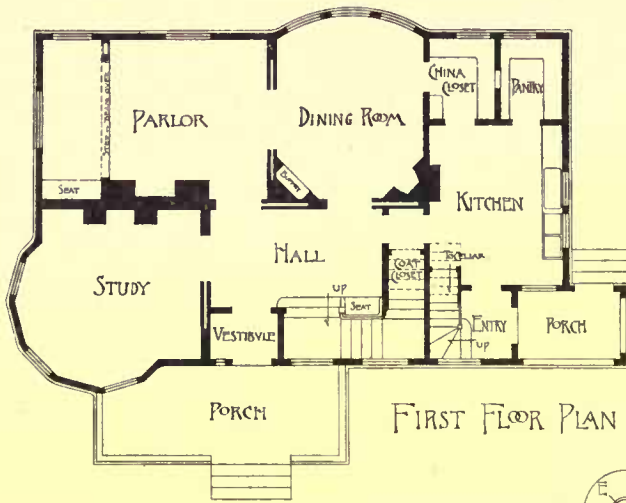 PARLOR
DINING ROOM
CHINA
CLOSET
PANTRY
SEAT
BUFFET
KITCHEN
STUDY
HALL
COAT
CLOSET
TO CELLAR
UP
SEAT
VESTIBULE
ENTRY
UP
PORCH
PORCH
FIRST FLOOR PLAN
E